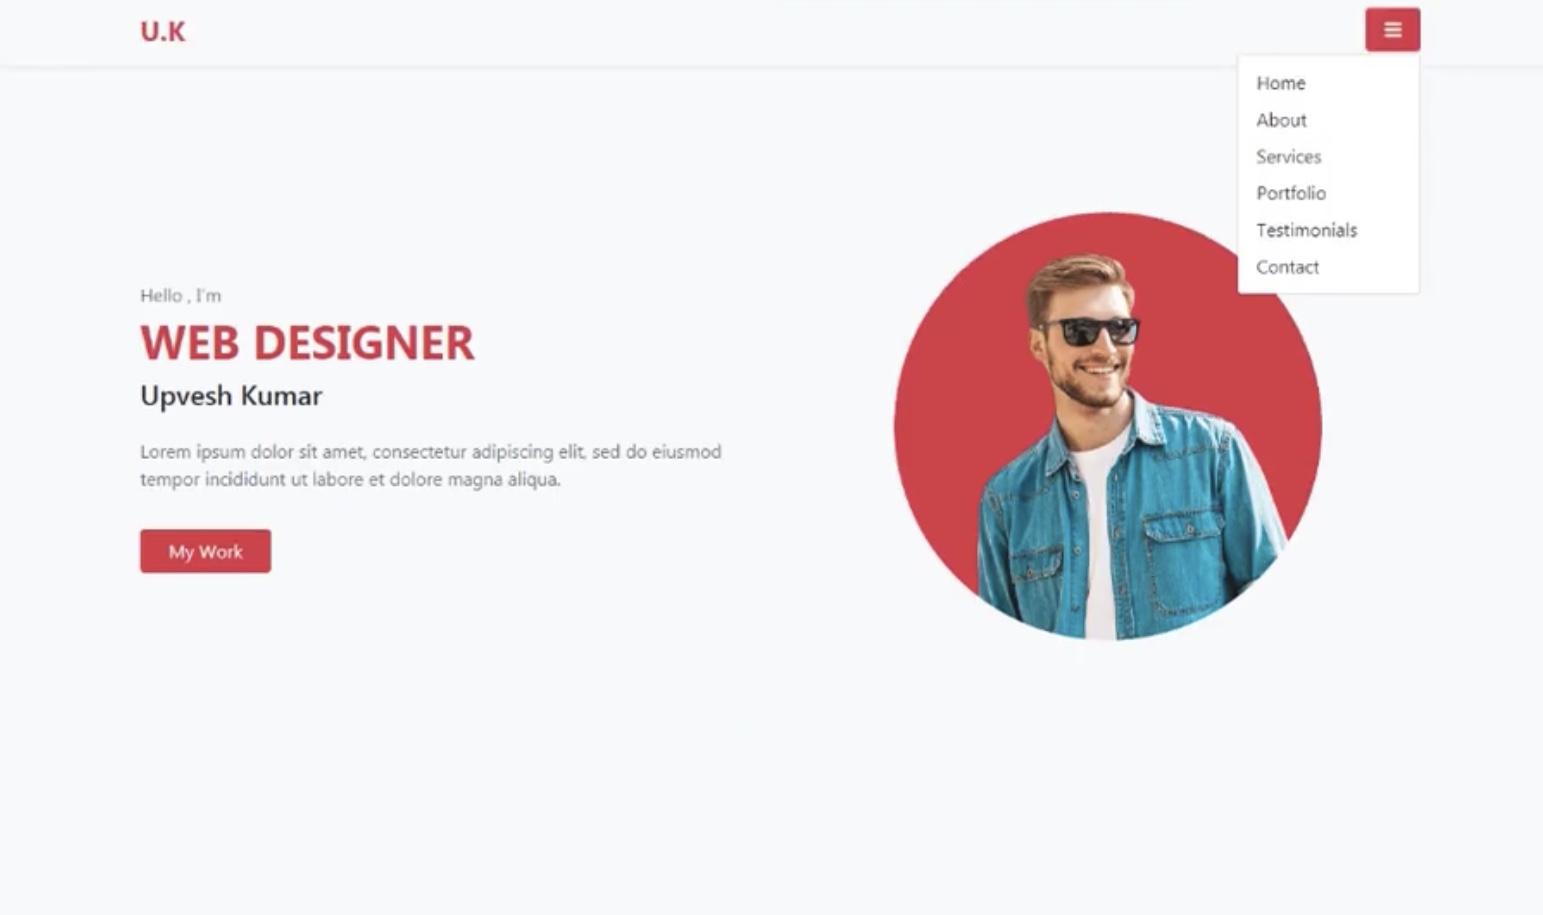 U.K
Home
About
Services
Portfolio
Testimonials
Contact
Hello , I'm
WEB DESIGNER
Upvesh Kumar
Lorem ipsum dolor sit amet, consectetur adipiscing elit, sed do eiusmod
tempor incididunt ut labore et dolore magna aliqua.
My Work